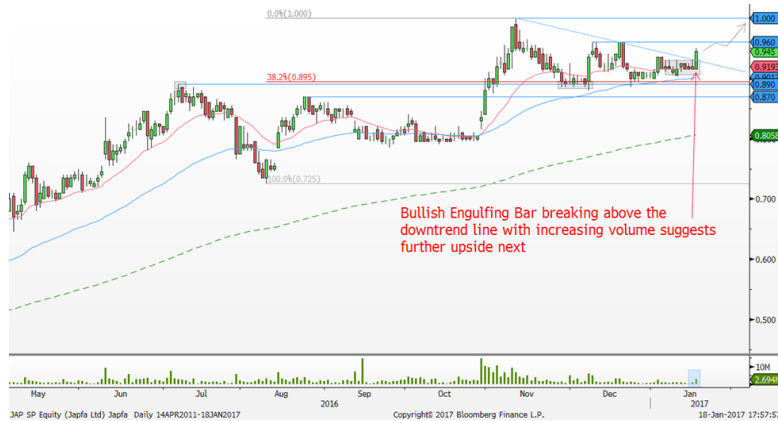 0.0%(1.000)
1.000
0.960
0.945
0.9193
38.2%(0.895)
0.890
0.870
0.8058
100.0%(0.725)
0.700
Bullish Engulfing Bar breaking above the
downtrend line with increasing volume suggests
further upside next
0.600
0.500
10M
2.694M
May Jun Jul Aug Sep Oct Nov Dec Jan
2016 2017
JAP SP Equity (Japfa Ltd) Japfa Daily 14APR2011-18JAN2017 Copyright© 2017 Bloomberg Finance L.P. 18-Jan-2017 17:57:5